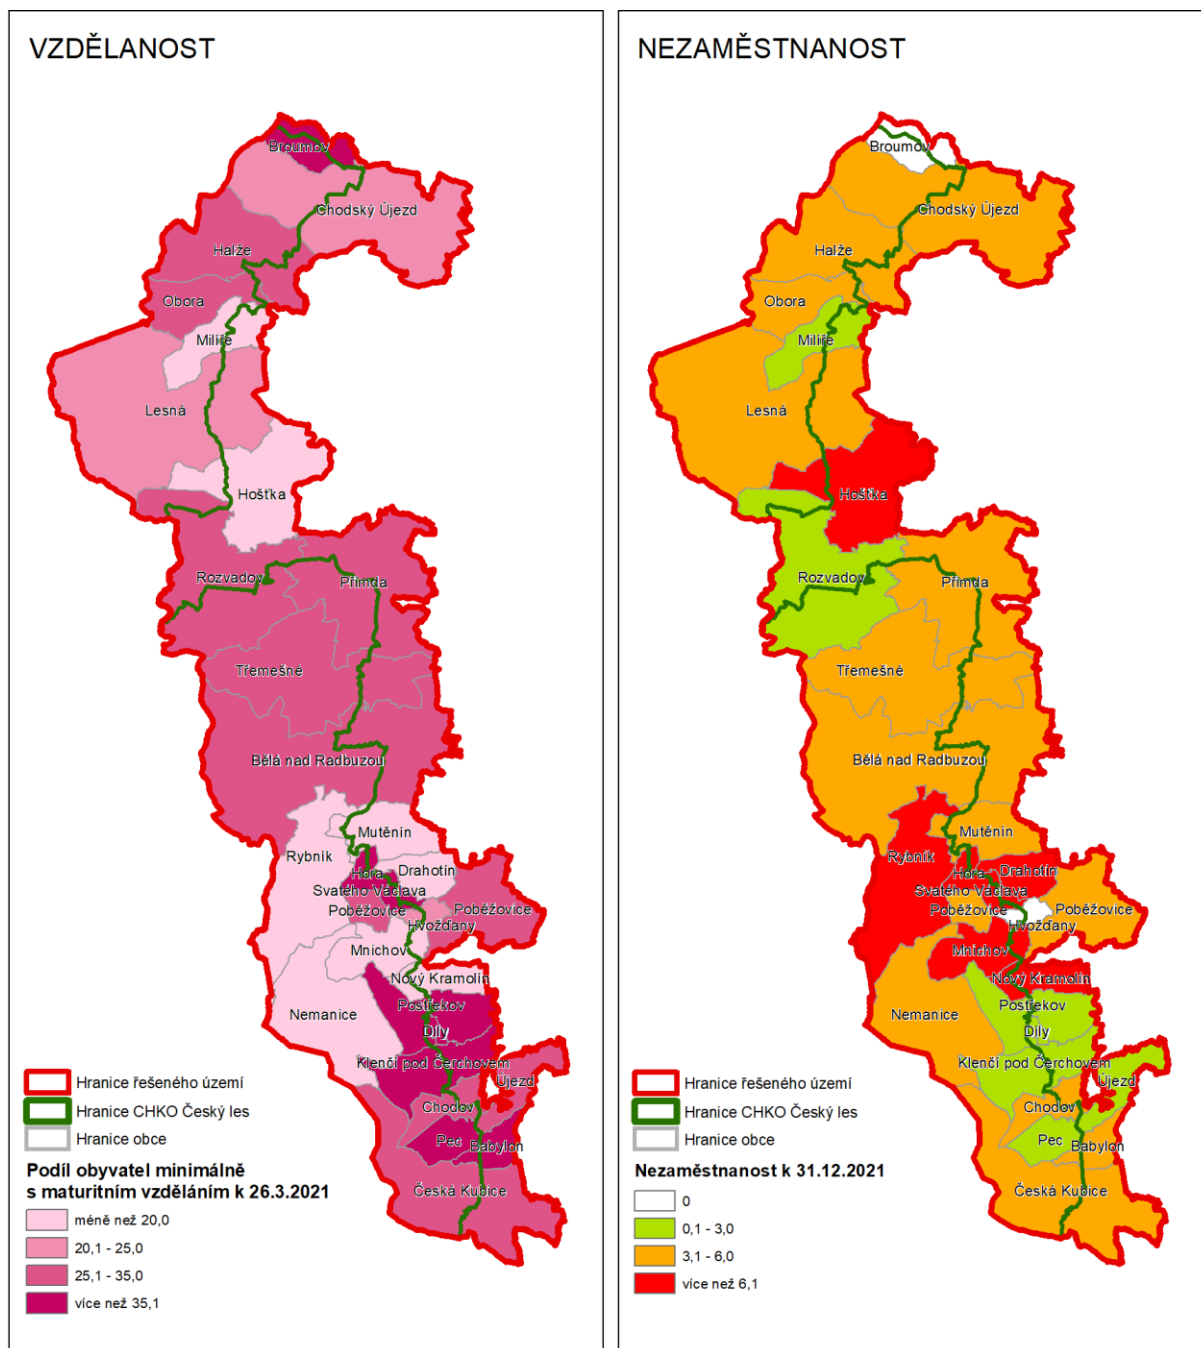 VZDĚLANOST
Broumov
Chodský Újezd
Halže
Obora
Milíře
Lesná
Hošťka
Rozvadov
Přimda
Třemešné
Bělá nad Radbuzou
Mutěnín
Rybník
Drahotín
Hora
Svatého Václava
Poběžovice
Poběžovice
Hvožďany
Mnichov
Nový Kramolín
Postřekov
Nemanice
Díly
Klenčí pod Čerchovem
Újezd
Chodov
Pec
Babylon
Česká Kubice
Hranice řešeného území
Hranice CHKO Český les
Hranice obce
Podíl obyvatel minimálně
s maturitním vzděláním k 26.3.2021
méně než 20,0
20,1 - 25,0
25,1 - 35,0
více než 35,1
NEZAMĚSTNANOST
Broumov
Chodský Újezd
Halže
Obora
Milíře
Lesná
Hošťka
Rozvadov
Přimda
Třemešné
Bělá nad Radbuzou
Mutěnín
Rybník
Drahotín
Hora
Svatého Václava
Poběžovice
Poběžovice
Hvožďany
Mnichov
Nový Kramolín
Postřekov
Nemanice
Díly
Klenčí pod Čerchovem
Újezd
Chodov
Pec
Babylon
Česká Kubice
Hranice řešeného území
Hranice CHKO Český les
Hranice obce
Nezaměstnanost k 31.12.2021
0
0,1 - 3,0
3,1 - 6,0
více než 6,1